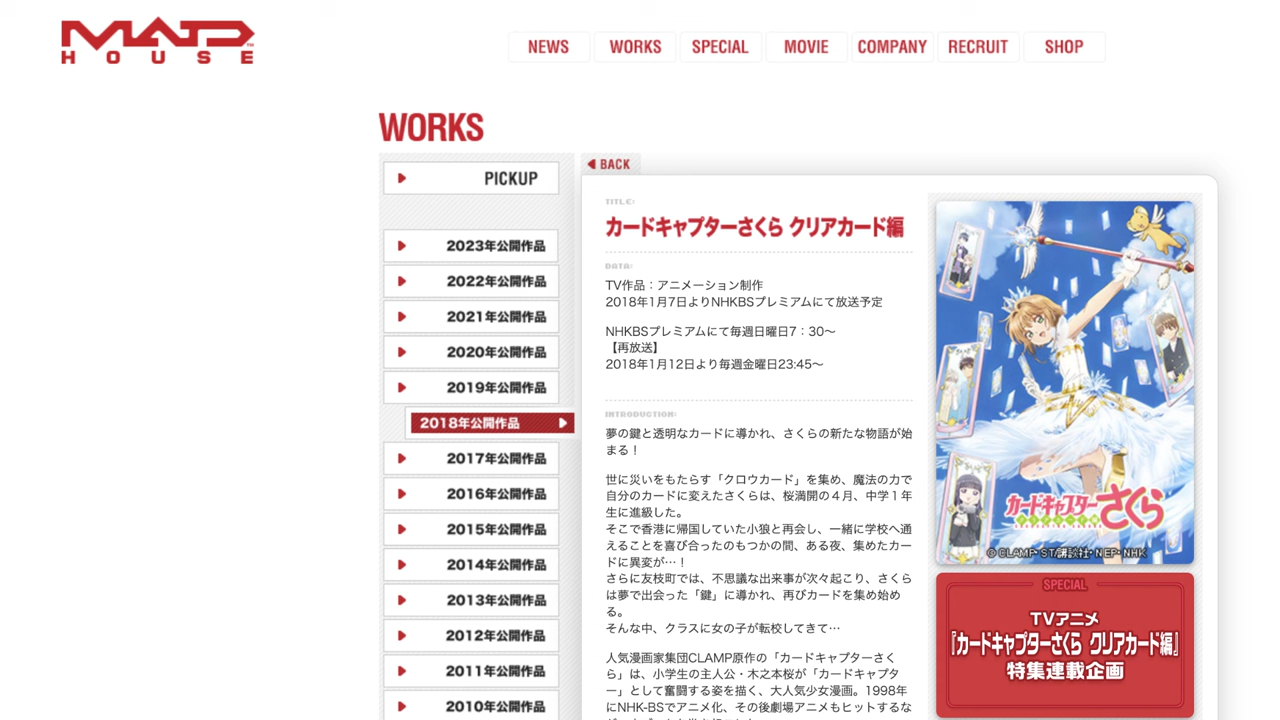 MADHOUSE
NEWS
WORKS
SPECIAL
MOVIE
COMPANY
RECRUIT
SHOP
WORKS
PICKUP
2023年公開作品
2022年公開作品
2021年公開作品
2020年公開作品
2019年公開作品
2018年公開作品
2017年公開作品
2016年公開作品
2015年公開作品
2014年公開作品
2013年公開作品
2012年公開作品
2011年公開作品
2010年公開作品
BACK
TITLE:
カードキャプターさくら クリアカード編
DATA:
TV作品：アニメーション制作
2018年1月7日よりNHKBSプレミアムにて放送予定
NHKBSプレミアムにて毎週日曜日7：30〜
【再放送】
2018年1月12日より毎週金曜日23:45〜
INTRODUCTION:
夢の鍵と透明なカードに導かれ、さくらの新たな物語が始
まる！
世に災いをもたらす「クロウカード」を集め、魔法の力で
自分のカードに変えたさくらは、桜満開の４月、中学１年
生に進級した。
そこで香港に帰国していた小狼と再会し、一緒に学校へ通
えることを喜び合ったのもつかの間、ある夜、集めたカー
ドに異変が…！
さらに友枝町では、不思議な出来事が次々起こり、さくら
は夢で出会った「鍵」に導かれ、再びカードを集め始め
る。
そんな中、クラスに女の子が転校してきて…
人気漫画家集団CLAMP原作の「カードキャプターさく
ら」は、小学生の主人公・木之本桜が「カードキャプタ
ー」として奮闘する姿を描く、大人気少女漫画。1998年
にNHK-BSでアニメ化、その後劇場アニメもヒットするな
カードキャプターさくら
クリアカード編
© CLAMP・ST/講談社・NEP・NHK
SPECIAL
TVアニメ
『カードキャプターさくら クリアカード編』
特集連載企画